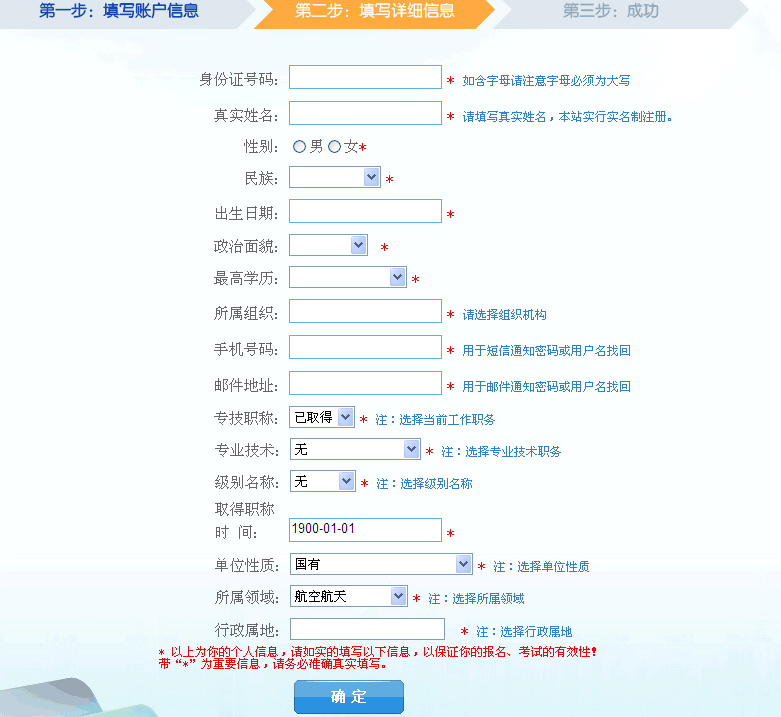 第一步：填写账户信息 第二步：填写详细信息 第三步：成功
身份证号码： * 如含字母请注意字母必须为大写
真实姓名： * 请填写真实姓名，本站实行实名制注册。
性别： 男 女*
民族： *
出生日期： *
政治面貌： *
最高学历： *
所属组织： * 请选择组织机构
手机号码： * 用于短信通知密码或用户名找回
邮件地址： * 用于邮件通知密码或用户名找回
专技职称： 已取得 * 注：选择当前工作职务
专业技术： 无 * 注：选择专业技术职务
级别名称： 无 * 注：选择级别名称
取得职称
时 间： 1900-01-01 *
单位性质： 国有 * 注：选择单位性质
所属领域： 航空航天 * 注：选择所属领域
行政属地： * 注：选择行政属地
* 以上为你的个人信息，请如实的填写以下信息，以保证你的报名、考试的有效性！
带“*”为重要信息，请务必准确真实填写。
确 定